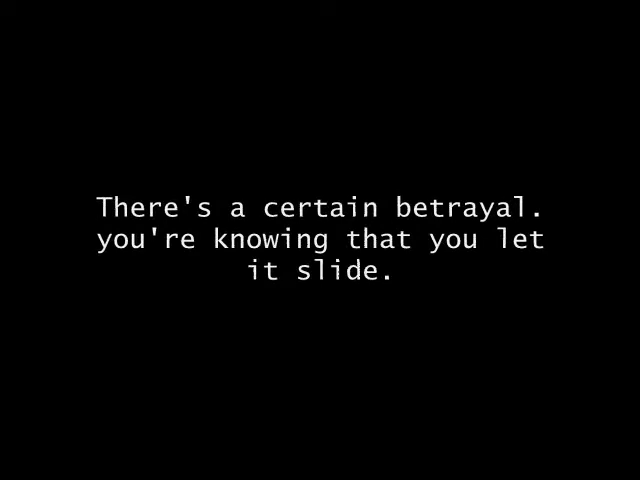 There's a certain betrayal.
you're knowing that you let
it slide.